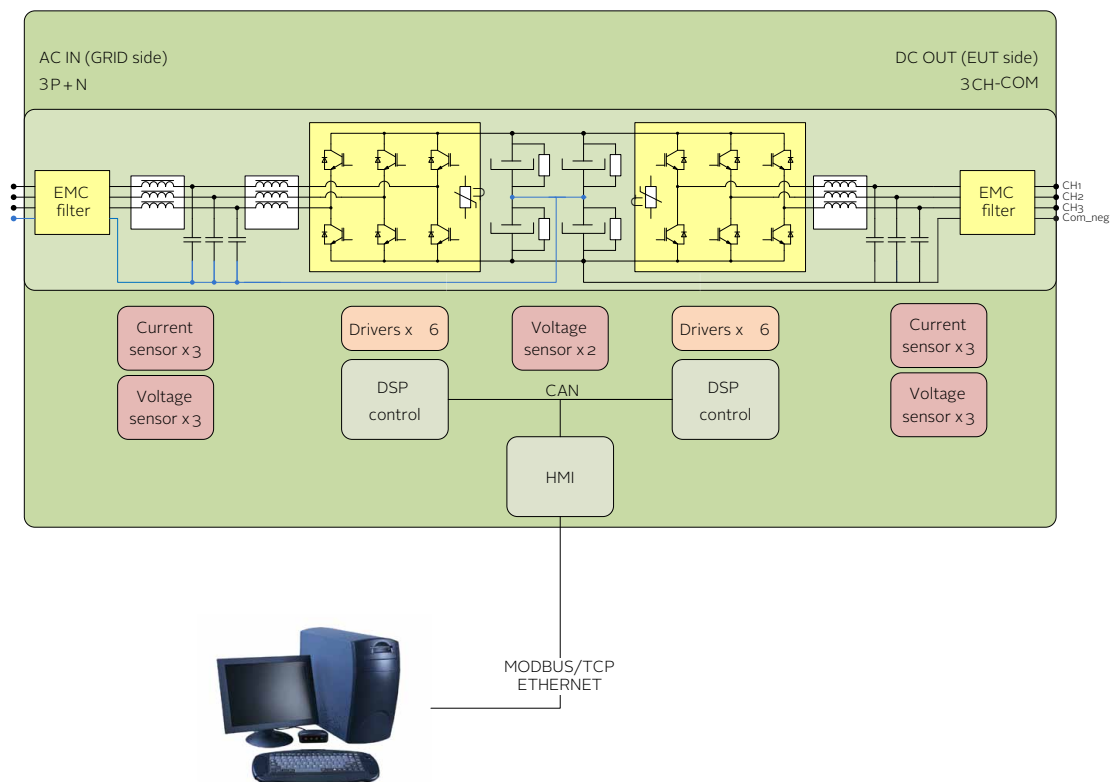 AC IN (GRID side)
3P+N
DC OUT (EUT side)
3CH-COM
EMC
filter
EMC
filter
CH1
CH2
CH3
Com_neg
Current
sensor x3
Voltage
sensor x3
Drivers x 6
DSP
control
Voltage
sensor x2
CAN
HMI
Drivers x 6
DSP
control
Current
sensor x3
Voltage
sensor x3
MODBUS/TCP
ETHERNET